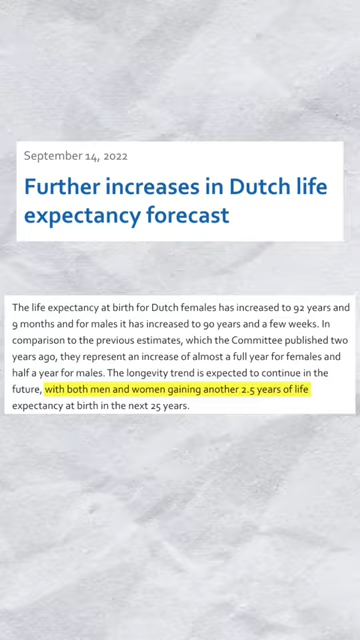 September 14, 2022
Further increases in Dutch life
expectancy forecast
The life expectancy at birth for Dutch females has increased to 92 years and
9 months and for males it has increased to 90 years and a few weeks. In
comparison to the previous estimates, which the Committee published two
years ago, they represent an increase of almost a full year for females and
half a year for males. The longevity trend is expected to continue in the
future, with both men and women gaining another 2.5 years of life
expectancy at birth in the next 25 years.